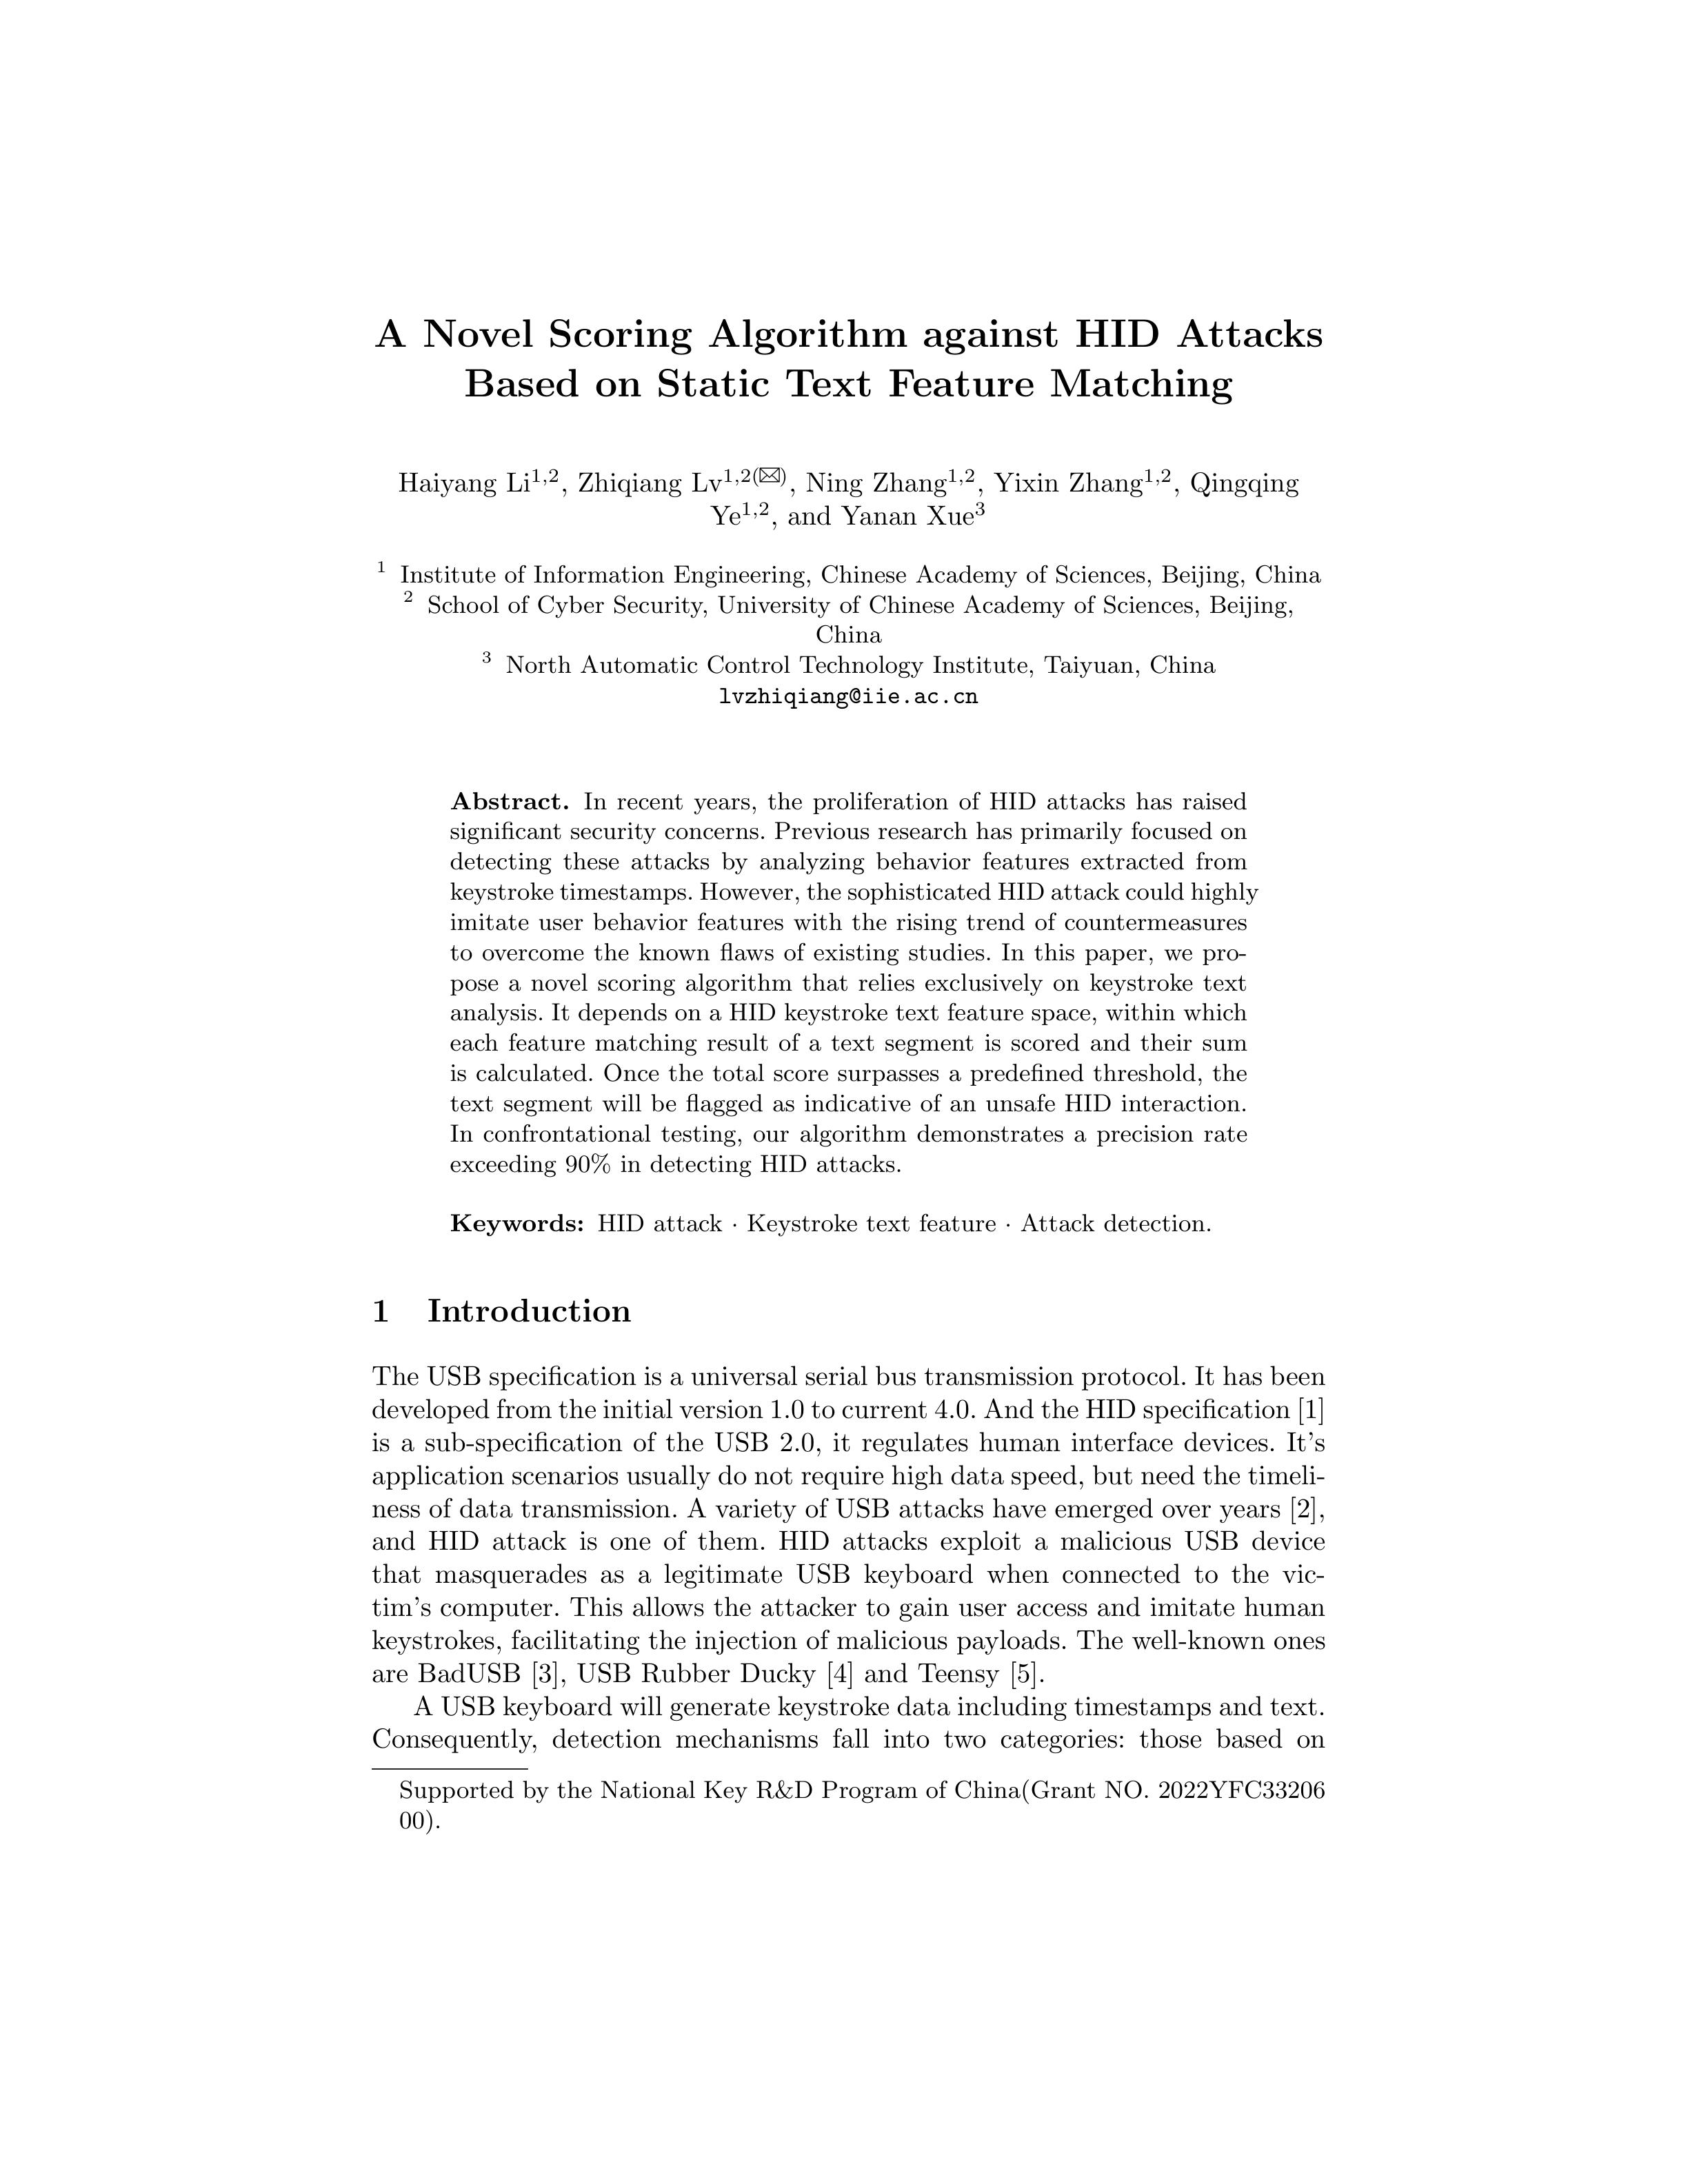 A Novel Scoring Algorithm against HID Attacks
Based on Static Text Feature Matching
Haiyang Li1,2, Zhiqiang Lv1,2(✉), Ning Zhang1,2, Yixin Zhang1,2, Qingqing
Ye1,2, and Yanan Xue3
1 Institute of Information Engineering, Chinese Academy of Sciences, Beijing, China
2 School of Cyber Security, University of Chinese Academy of Sciences, Beijing,
China
3 North Automatic Control Technology Institute, Taiyuan, China
lvzhiqiang@iie.ac.cn
Abstract. In recent years, the proliferation of HID attacks has raised
significant security concerns. Previous research has primarily focused on
detecting these attacks by analyzing behavior features extracted from
keystroke timestamps. However, the sophisticated HID attack could highly
imitate user behavior features with the rising trend of countermeasures
to overcome the known flaws of existing studies. In this paper, we pro-
pose a novel scoring algorithm that relies exclusively on keystroke text
analysis. It depends on a HID keystroke text feature space, within which
each feature matching result of a text segment is scored and their sum
is calculated. Once the total score surpasses a predefined threshold, the
text segment will be flagged as indicative of an unsafe HID interaction.
In confrontational testing, our algorithm demonstrates a precision rate
exceeding 90% in detecting HID attacks.
Keywords: HID attack · Keystroke text feature · Attack detection.
1 Introduction
The USB specification is a universal serial bus transmission protocol. It has been
developed from the initial version 1.0 to current 4.0. And the HID specification [1]
is a sub-specification of the USB 2.0, it regulates human interface devices. It's
application scenarios usually do not require high data speed, but need the timeli-
ness of data transmission. A variety of USB attacks have emerged over years [2],
and HID attack is one of them. HID attacks exploit a malicious USB device
that masquerades as a legitimate USB keyboard when connected to the vic-
tim's computer. This allows the attacker to gain user access and imitate human
keystrokes, facilitating the injection of malicious payloads. The well-known ones
are BadUSB [3], USB Rubber Ducky [4] and Teensy [5].
A USB keyboard will generate keystroke data including timestamps and text.
Consequently, detection mechanisms fall into two categories: those based on
Supported by the National Key R&D Program of China(Grant NO. 2022YFC33206
00).